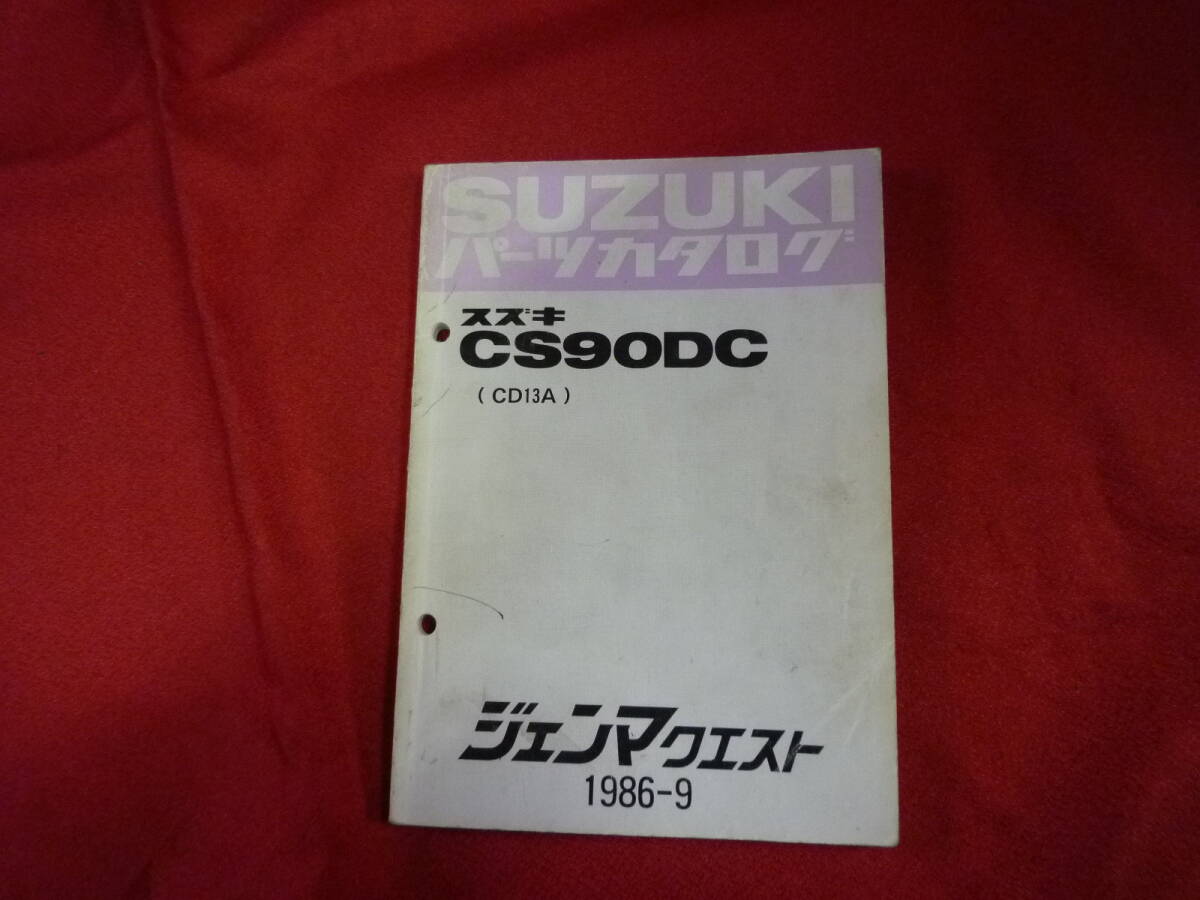 SUZUKI
パーツカタログ
スズキ
CS90DC
( CD13A )
ジェンマクエスト
1986-9